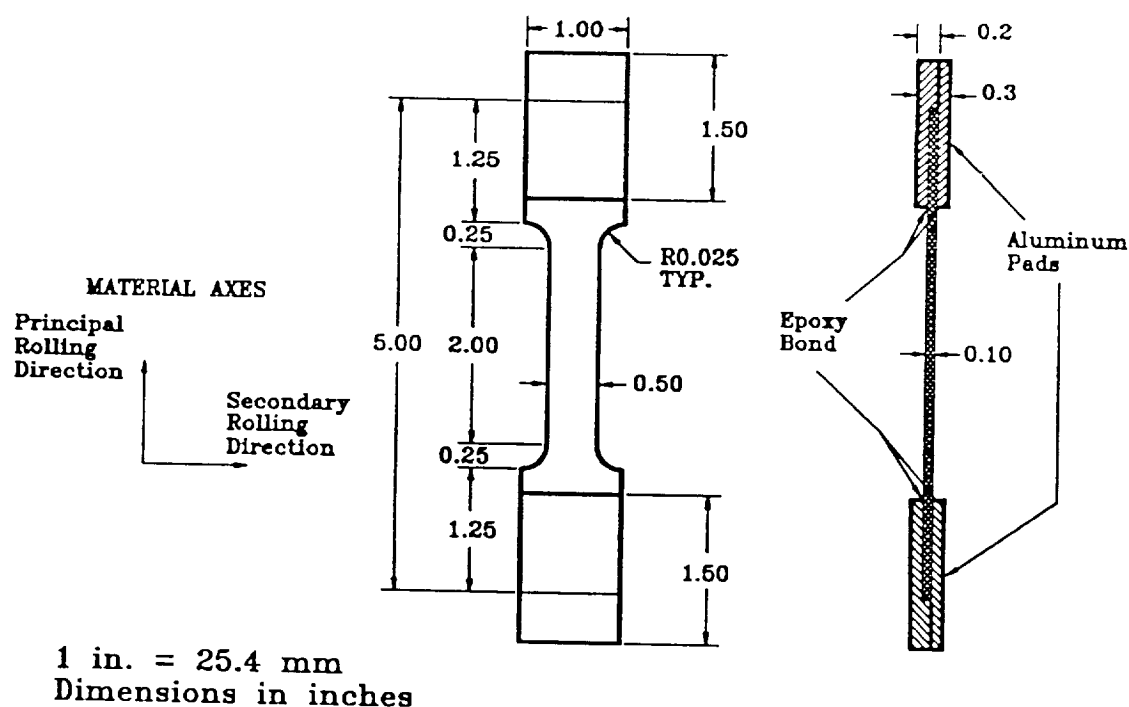 1.00
0.2
0.3
1.50
1.25
0.25
R0.025
TYP.
Aluminum
Pads
MATERIAL AXES
Principal
Rolling
Direction
5.00
2.00
Epoxy
Bond
0.10
0.50
Secondary
Rolling
Direction
0.25
1.25
1.50
1 in. = 25.4 mm
Dimensions in inches